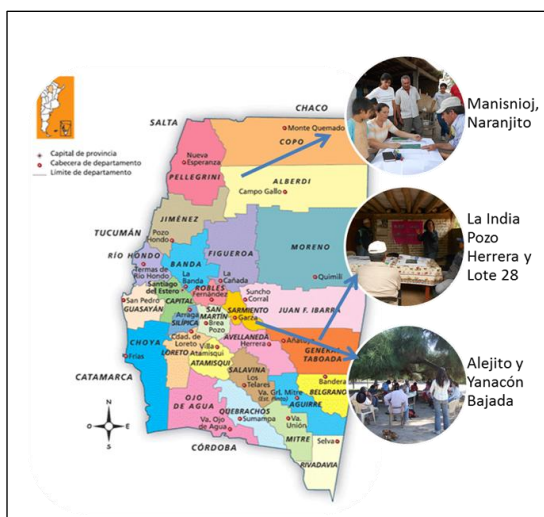 CHACO
SALTA
Monte Quemado
COPO
Nueva
Esperanza
PELLEGRINI
ALBERDI
Campo Gallo
Manisnioj,
Naranjito
Capital de provincia
Cabecera de departamento
Límite de departamento
JIMÉNEZ
TUCUMÁN
Pozo
Hondo
FIGUEROA
MORENO
RÍO HONDO
BANDA
Termas de
Río Hondo
La
Banda
La
Cañada
Quimilí
Santiago
del Estero
ROBLES
Fernández
Suncho
Corral
La India
Pozo
Herrera y
Lote 28
San Pedro
GUASAYÁN
CAPITAL
SAN
MARTÍN
SARMIENTO
Garza
JUAN F. IBARRA
Arraga
SILÍPICA
Brea
Pozo
CHOYA
Cdad. de
Loreto
AVELLANEDA
Herrera
Añatuya
Frías
LORETO
Villa
Atamisqui
ATAMISQUI
GENERAL
TABOADA
CATAMARCA
SALAVINA
Los
Telares
Bandera
BELGRANO
Alejito y
Yanacón
Bajada
OJO
DE AGUA
Va. Grl. Mitre
AGUIRRE
QUEBRACHOS
Sumampa
Va.
Unión
MITRE
Va. Ojo
de Agua
Selva
RIVADAVIA
CÓRDOBA
N
O
E
S